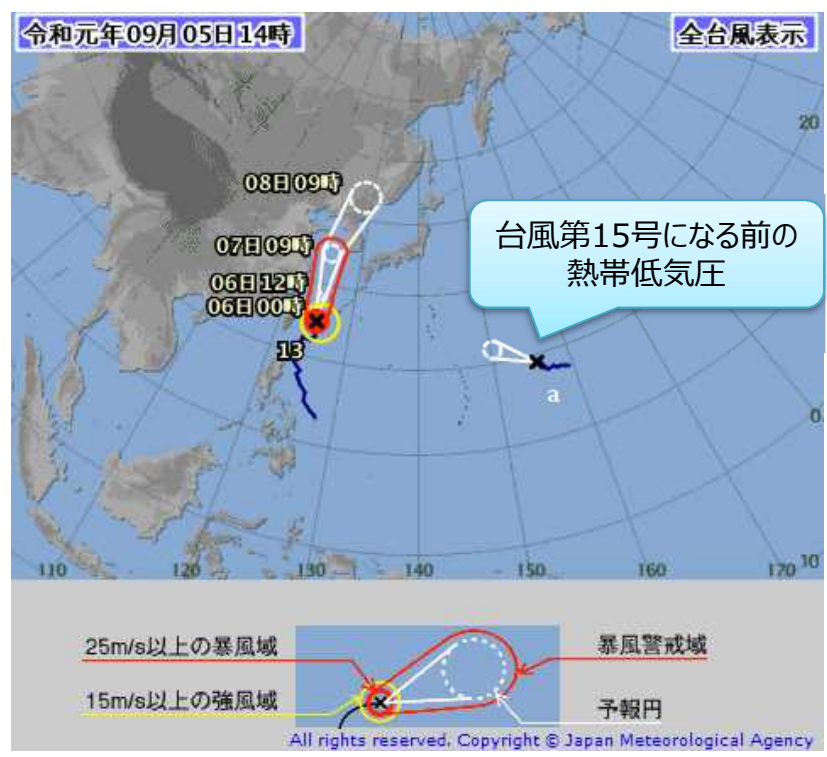 令和元年09月05日14時
全台風表示
20
08日09時
台風第15号になる前の
熱帯低気圧
07日09時
06日12時
06日00時
13
a
0
110
120
130
140
150
160
170
10
25m/s以上の暴風域
暴風警戒域
15m/s以上の強風域
予報円
All rights reserved. Copyright © Japan Meteorological Agency